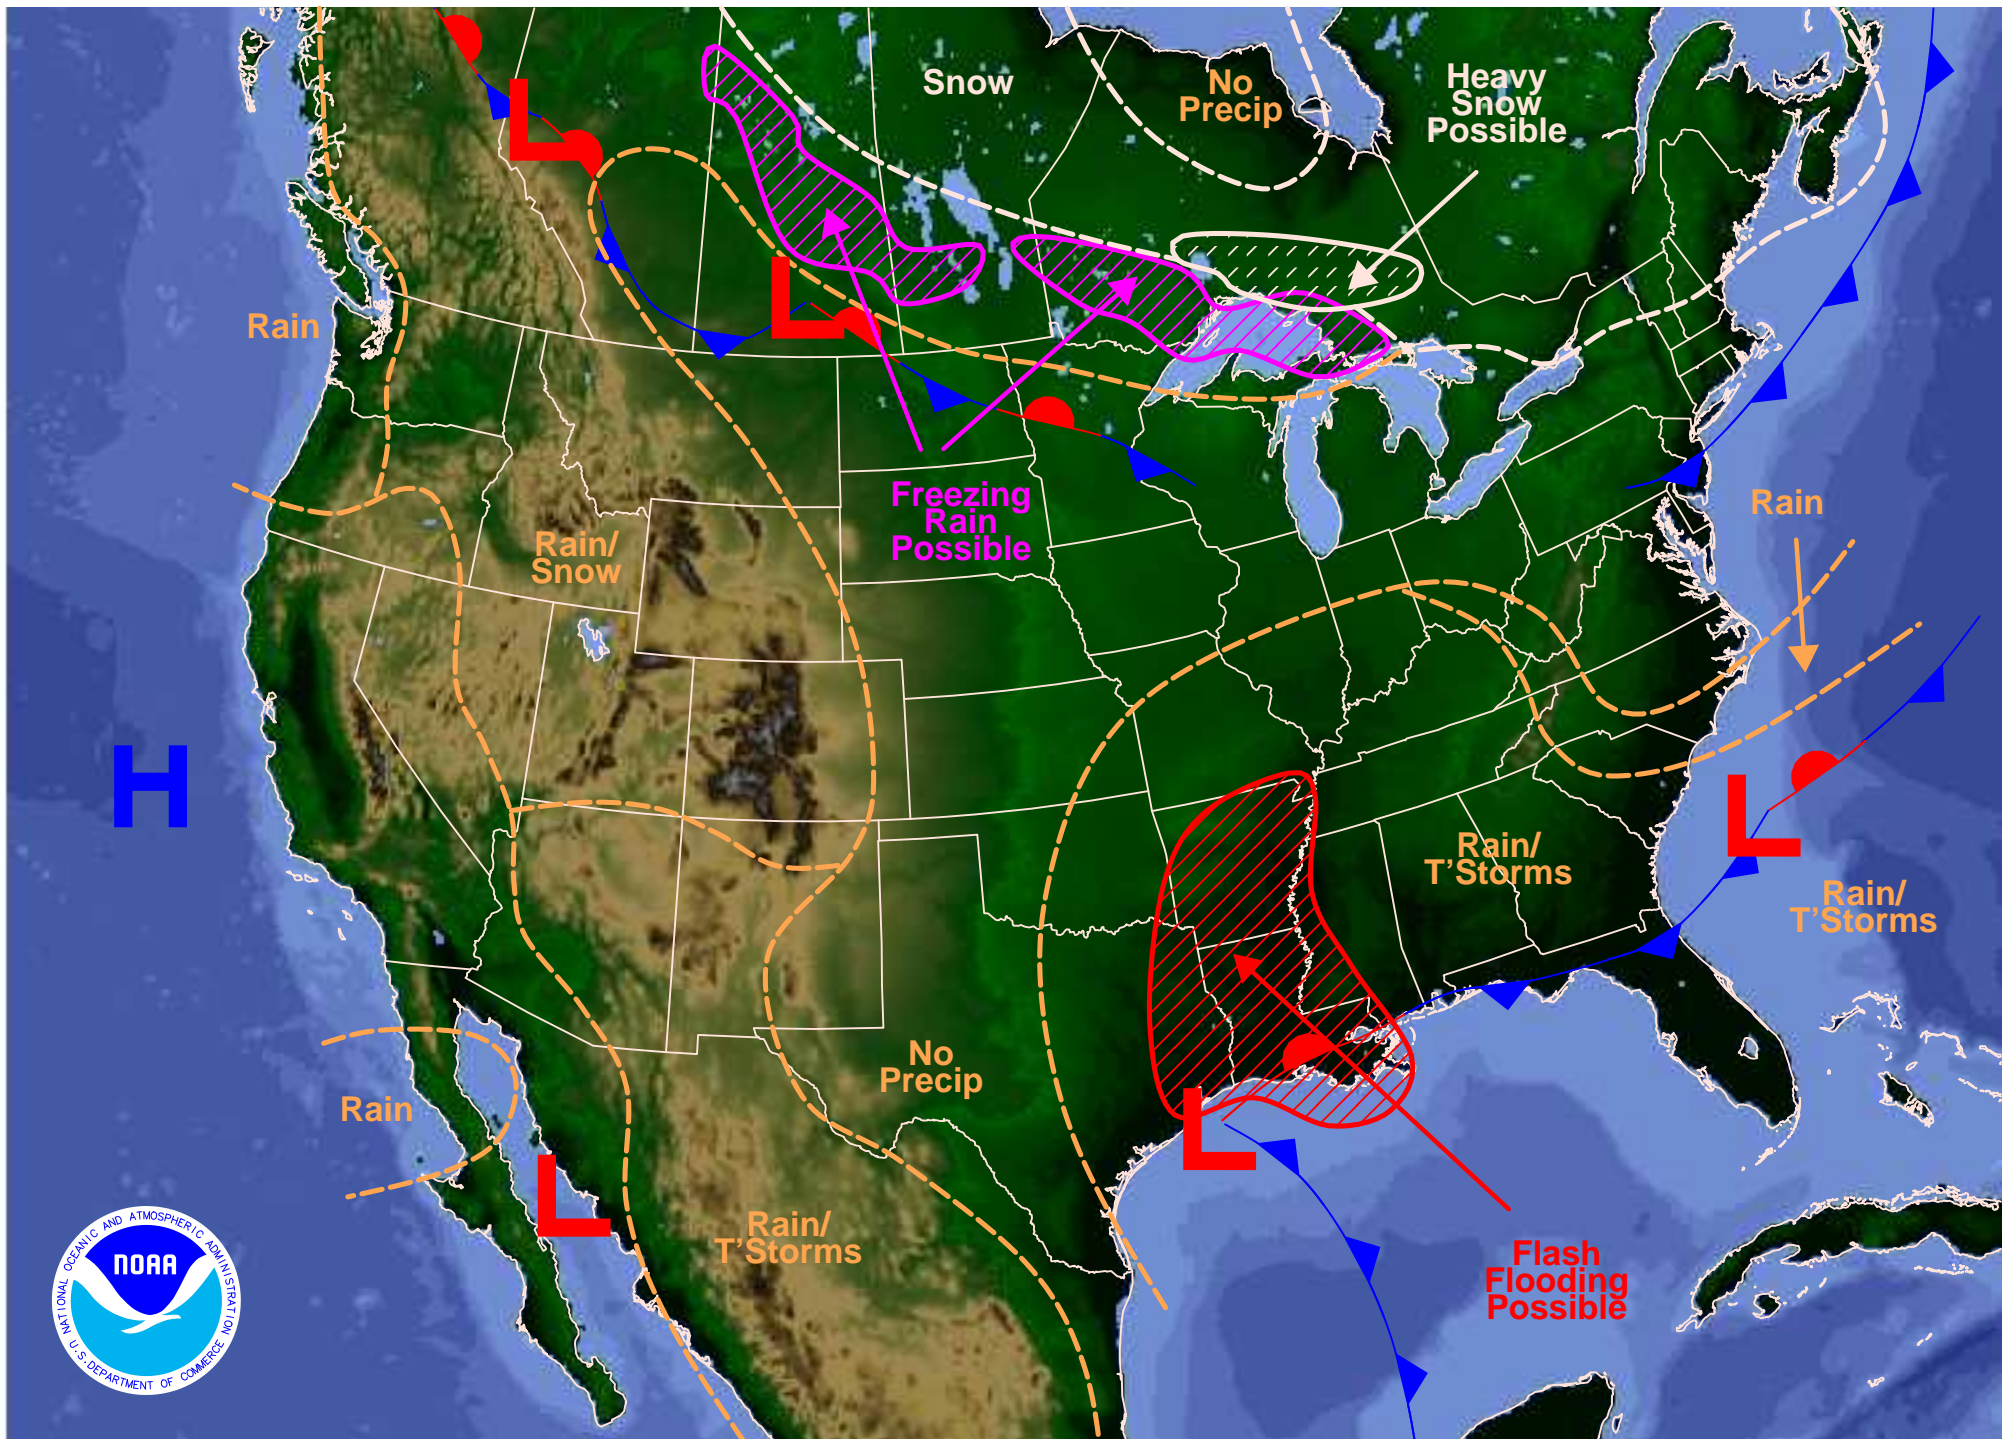 Snow
No
Precip
Heavy
Snow
Possible
Rain
Freezing
Rain
Possible
Rain
Rain/
Snow
H
L
L
L
L
L
Rain/
T'Storms
Rain/
T'Storms
No
Precip
Rain
Rain/
T'Storms
Flash
Flooding
Possible
NATIONAL OCEANIC AND ATMOSPHERIC ADMINISTRATION
NOAA
U.S. DEPARTMENT OF COMMERCE